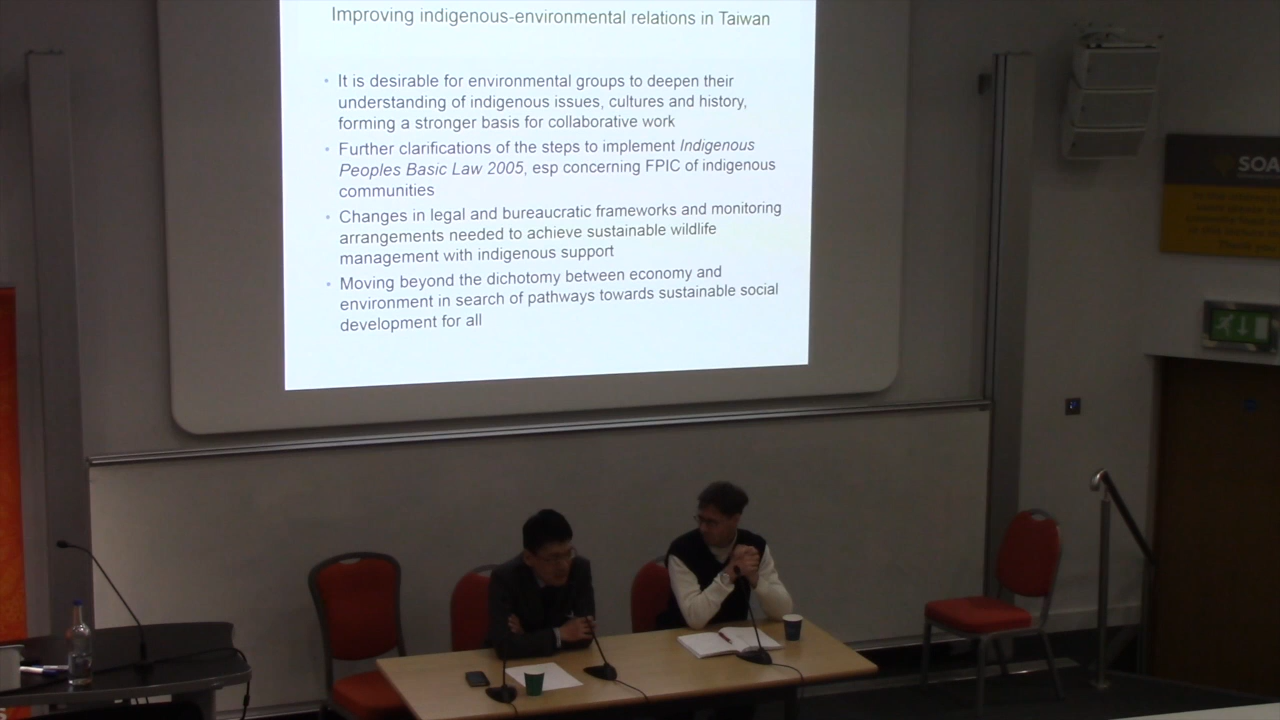 Improving indigenous-environmental relations in Taiwan
• It is desirable for environmental groups to deepen their
understanding of indigenous issues, cultures and history,
forming a stronger basis for collaborative work
• Further clarifications of the steps to implement Indigenous
Peoples Basic Law 2005, esp concerning FPIC of indigenous
communities
• Changes in legal and bureaucratic frameworks and monitoring
arrangements needed to achieve sustainable wildlife
management with indigenous support
• Moving beyond the dichotomy between economy and
environment in search of pathways towards sustainable social
development for all
SOA